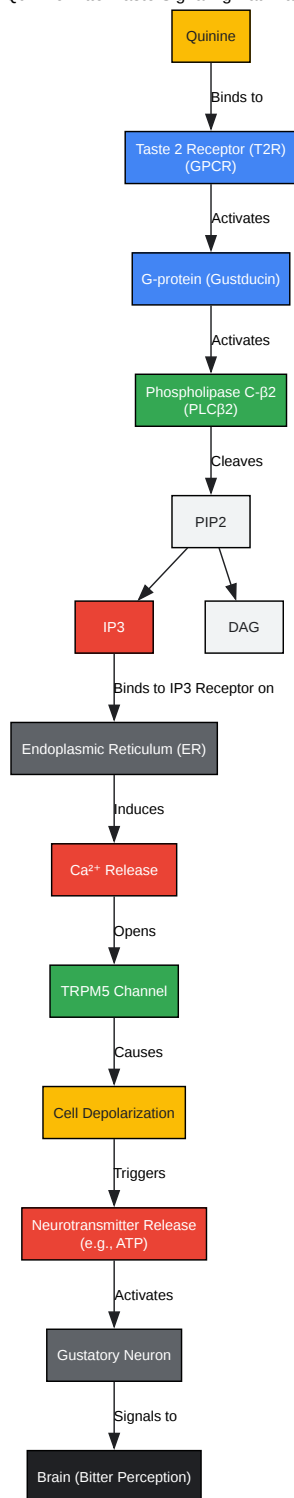 Quinine
Binds to
Taste 2 Receptor (T2R)
(GPCR)
Activates
G-protein (Gustducin)
Activates
Phospholipase C-β2
(PLCβ2)
Cleaves
PIP2
IP3
DAG
Binds to IP3 Receptor on
Endoplasmic Reticulum (ER)
Induces
Ca²⁺ Release
Opens
TRPM5 Channel
Causes
Cell Depolarization
Triggers
Neurotransmitter Release
(e.g., ATP)
Activates
Gustatory Neuron
Signals to
Brain (Bitter Perception)